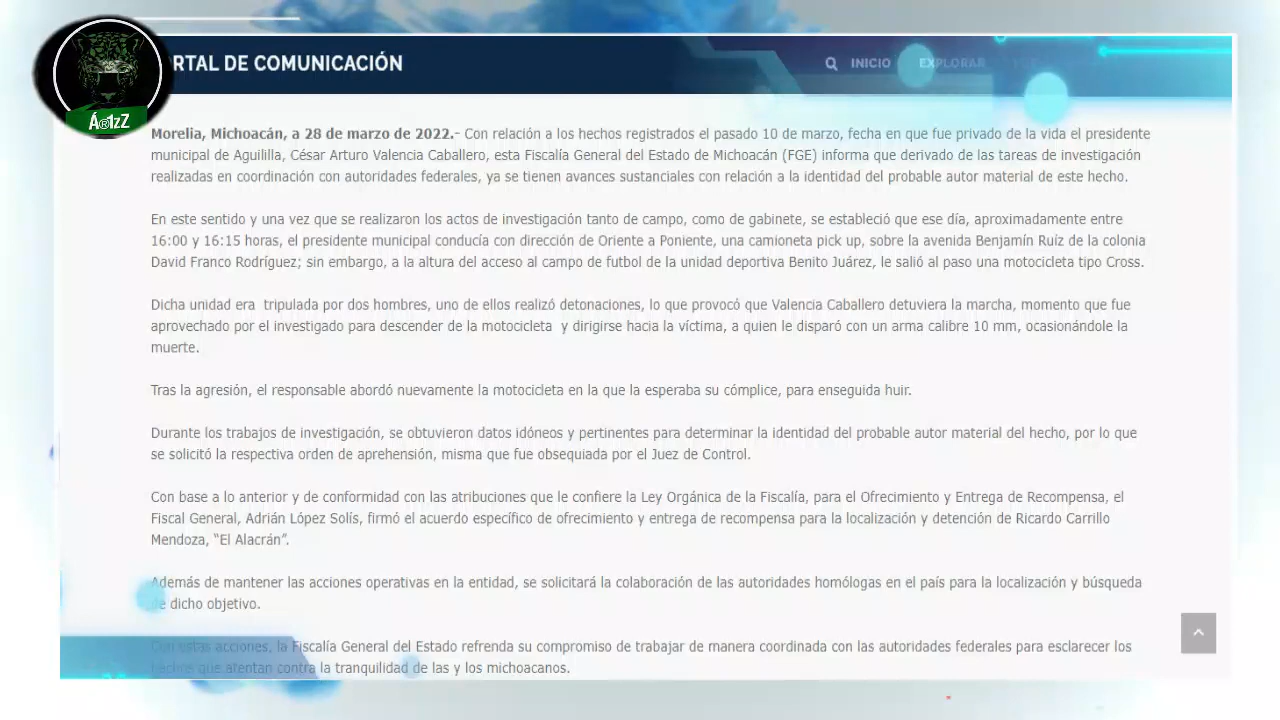 RTAL DE COMUNICACIÓN
INICIO
EXPLORAR
Á®1zZ
Morelia, Michoacán, a 28 de marzo de 2022.- Con relación a los hechos registrados el pasado 10 de marzo, fecha en que fue privado de la vida el presidente
municipal de Aguililla, César Arturo Valencia Caballero, esta Fiscalía General del Estado de Michoacán (FGE) informa que derivado de las tareas de investigación
realizadas en coordinación con autoridades federales, ya se tienen avances sustanciales con relación a la identidad del probable autor material de este hecho.
En este sentido y una vez que se realizaron los actos de investigación tanto de campo, como de gabinete, se estableció que ese día, aproximadamente entre
16:00 y 16:15 horas, el presidente municipal conducía con dirección de Oriente a Poniente, una camioneta pick up, sobre la avenida Benjamín Ruíz de la colonia
David Franco Rodríguez; sin embargo, a la altura del acceso al campo de futbol de la unidad deportiva Benito Juárez, le salió al paso una motocicleta tipo Cross.
Dicha unidad era tripulada por dos hombres, uno de ellos realizó detonaciones, lo que provocó que Valencia Caballero detuviera la marcha, momento que fue
aprovechado por el investigado para descender de la motocicleta y dirigirse hacia la víctima, a quien le disparó con un arma calibre 10 mm, ocasionándole la
muerte.
Tras la agresión, el responsable abordó nuevamente la motocicleta en la que la esperaba su cómplice, para enseguida huir.
Durante los trabajos de investigación, se obtuvieron datos idóneos y pertinentes para determinar la identidad del probable autor material del hecho, por lo que
se solicitó la respectiva orden de aprehensión, misma que fue obsequiada por el Juez de Control.
Con base a lo anterior y de conformidad con las atribuciones que le confiere la Ley Orgánica de la Fiscalía, para el Ofrecimiento y Entrega de Recompensa, el
Fiscal General, Adrián López Solís, firmó el acuerdo específico de ofrecimiento y entrega de recompensa para la localización y detención de Ricardo Carrillo
Mendoza, “El Alacrán”.
Además de mantener las acciones operativas en la entidad, se solicitará la colaboración de las autoridades homólogas en el país para la localización y búsqueda
de dicho objetivo.
Con estas acciones, la Fiscalía General del Estado refrenda su compromiso de trabajar de manera coordinada con las autoridades federales para esclarecer los
hechos que atentan contra la tranquilidad de las y los michoacanos.